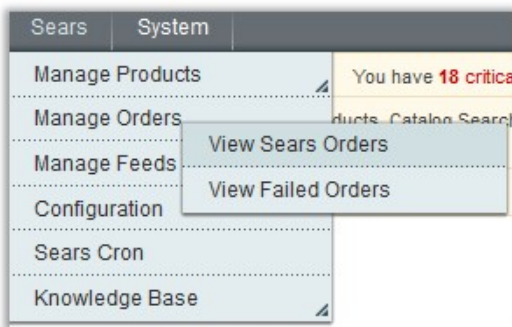 Sears System
Manage Products
You have 18 critica
Manage Orders
ducts, Catalog Search
View Sears Orders
Manage Feeds
View Failed Orders
Configuration
Sears Cron
Knowledge Base